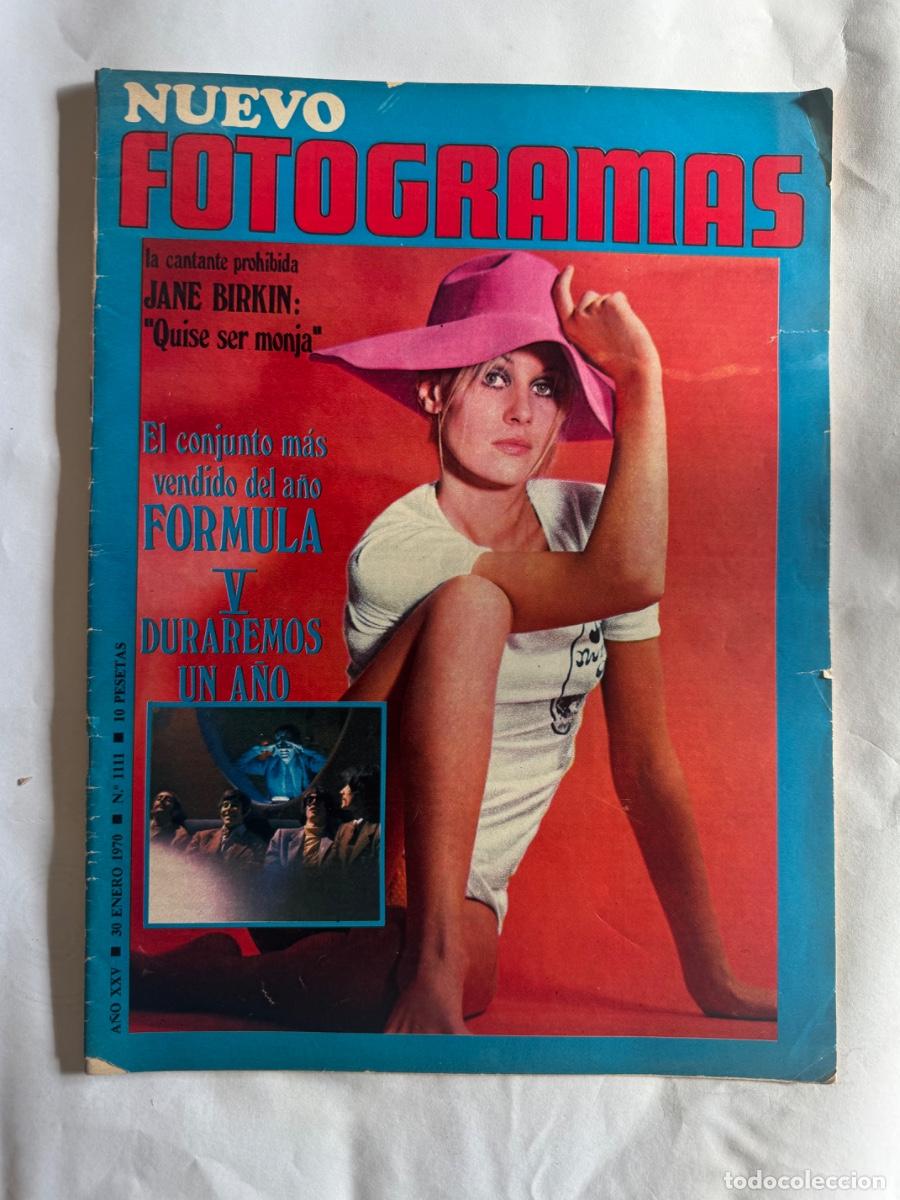 NUEVO
FOTOGRAMAS
la cantante prohibida
JANE BIRKIN:
"Quise ser monja"
El conjunto más
vendido del año
FORMULA
V
DURAREMOS
UN AÑO
AÑO XXV ■ 30 ENERO 1970 ■ N.º 1111 ■ 10 PESETAS
todocoleccion